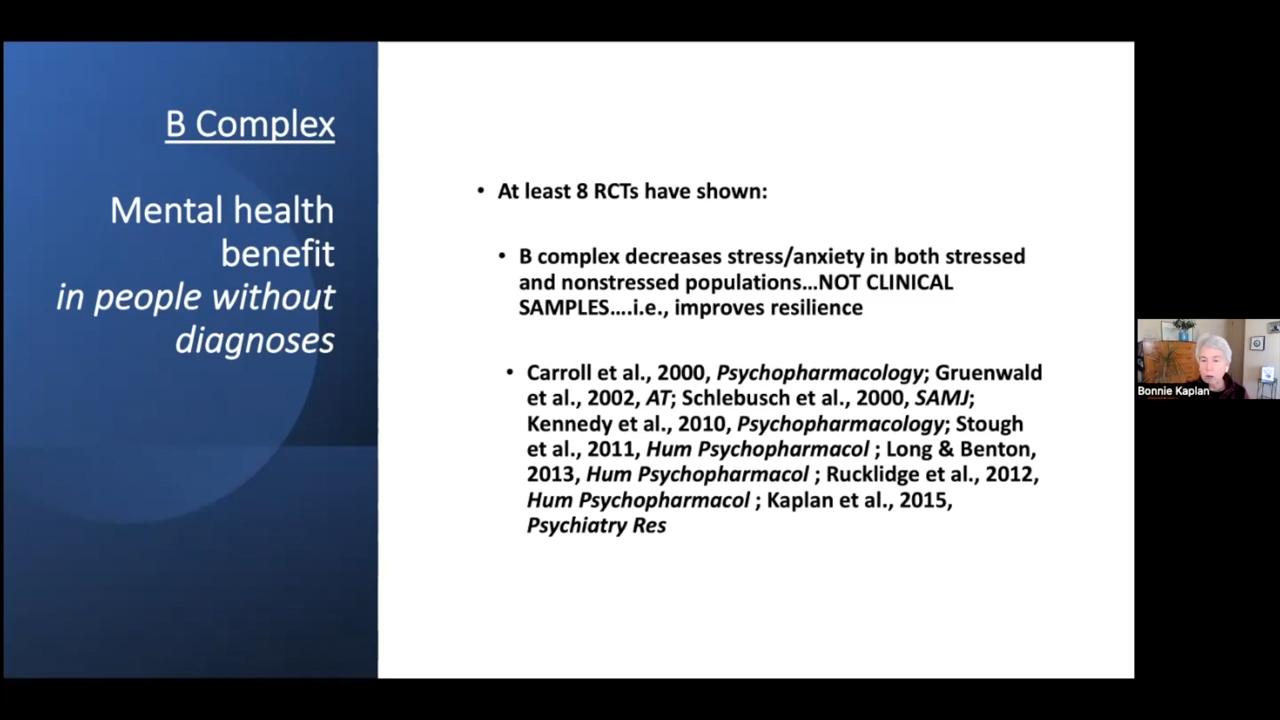 B Complex
Mental health
benefit
in people without
diagnoses
• At least 8 RCTs have shown:
• B complex decreases stress/anxiety in both stressed
and nonstressed populations...NOT CLINICAL
SAMPLES....i.e., improves resilience
• Carroll et al., 2000, Psychopharmacology; Gruenwald
et al., 2002, AT; Schlebusch et al., 2000, SAMJ;
Kennedy et al., 2010, Psychopharmacology; Stough
et al., 2011, Hum Psychopharmacol ; Long & Benton,
2013, Hum Psychopharmacol ; Rucklidge et al., 2012,
Hum Psychopharmacol ; Kaplan et al., 2015,
Psychiatry Res
Bonnie Kaplan